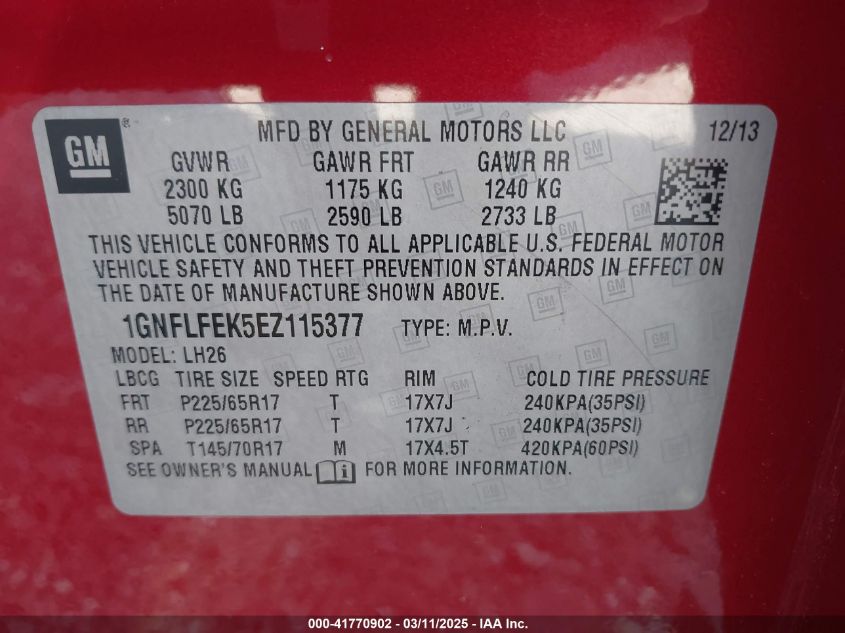 GM
MFD BY GENERAL MOTORS LLC 12/13
GVWR GAWR FRT GAWR RR
2300 KG 1175 KG 1240 KG
5070 LB 2590 LB 2733 LB
THIS VEHICLE CONFORMS TO ALL APPLICABLE U.S. FEDERAL MOTOR
VEHICLE SAFETY AND THEFT PREVENTION STANDARDS IN EFFECT ON
THE DATE OF MANUFACTURE SHOWN ABOVE.
1GNFLFEK5EZ115377 TYPE: M.P.V.
MODEL: LH26
LBCG TIRE SIZE SPEED RTG RIM COLD TIRE PRESSURE
FRT P225/65R17 T 17X7J 240KPA(35PSI)
RR P225/65R17 T 17X7J 240KPA(35PSI)
SPA T145/70R17 M 17X4.5T 420KPA(60PSI)
SEE OWNER'S MANUAL i FOR MORE INFORMATION.
000-41770902 - 03/11/2025 - IAA Inc.